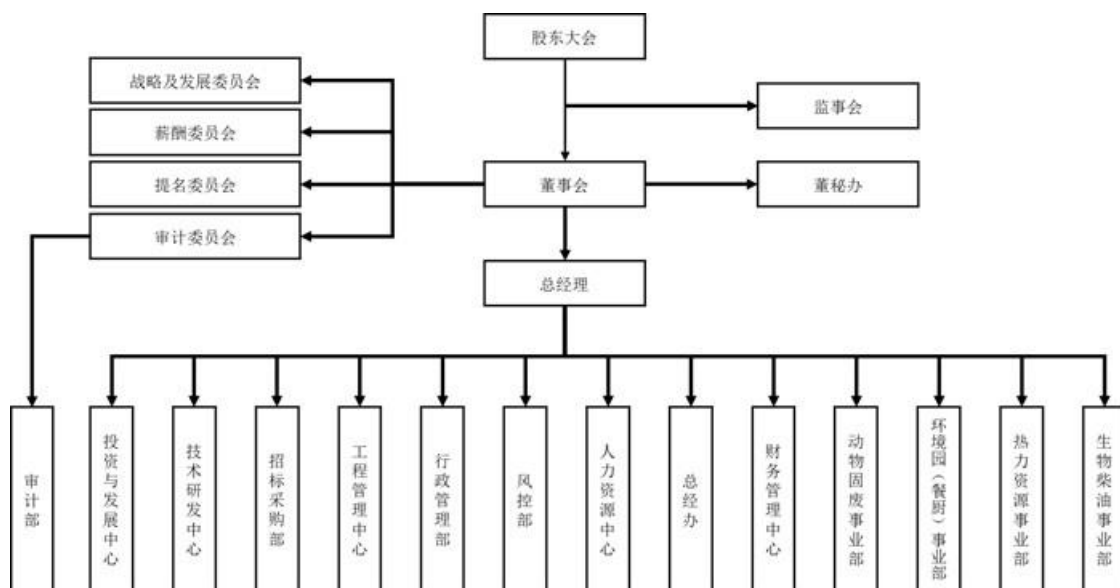 股东大会
战略及发展委员会
监事会
薪酬委员会
提名委员会
董事会
董秘办
审计委员会
总经理
审计部
投资与发展中心
技术研发中心
招标采购部
工程管理中心
行政管理部
风控部
人力资源中心
总经办
财务管理中心
动物固废事业部
环境园（餐厨）事业部
热力资源事业部
生物柴油事业部